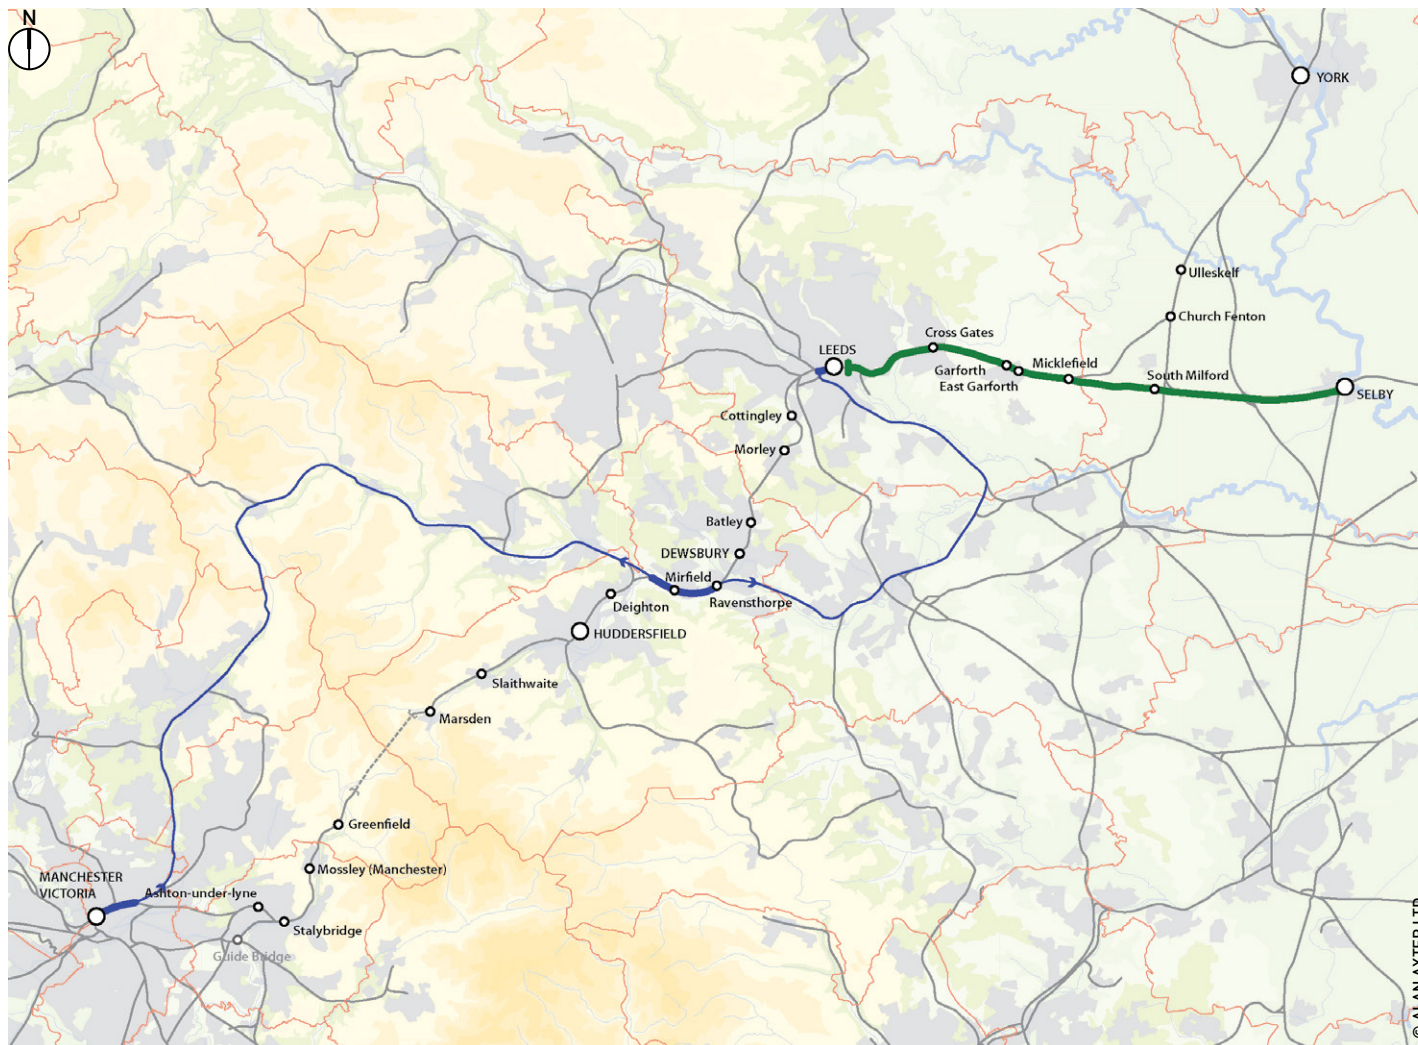 N
YORK
Ulleskelf
Church Fenton
Cross Gates
LEEDS
Garforth
Micklefield
East Garforth
South Milford
SELBY
Cottingley
Morley
Batley
DEWSBURY
Mirfield
Ravensthorpe
Deighton
HUDDERSFIELD
Slaithwaite
Marsden
Greenfield
Mossley (Manchester)
MANCHESTER
VICTORIA
Ashton-under-lyne
Stalybridge
Guide Bridge
© ALAN AXTER LTD